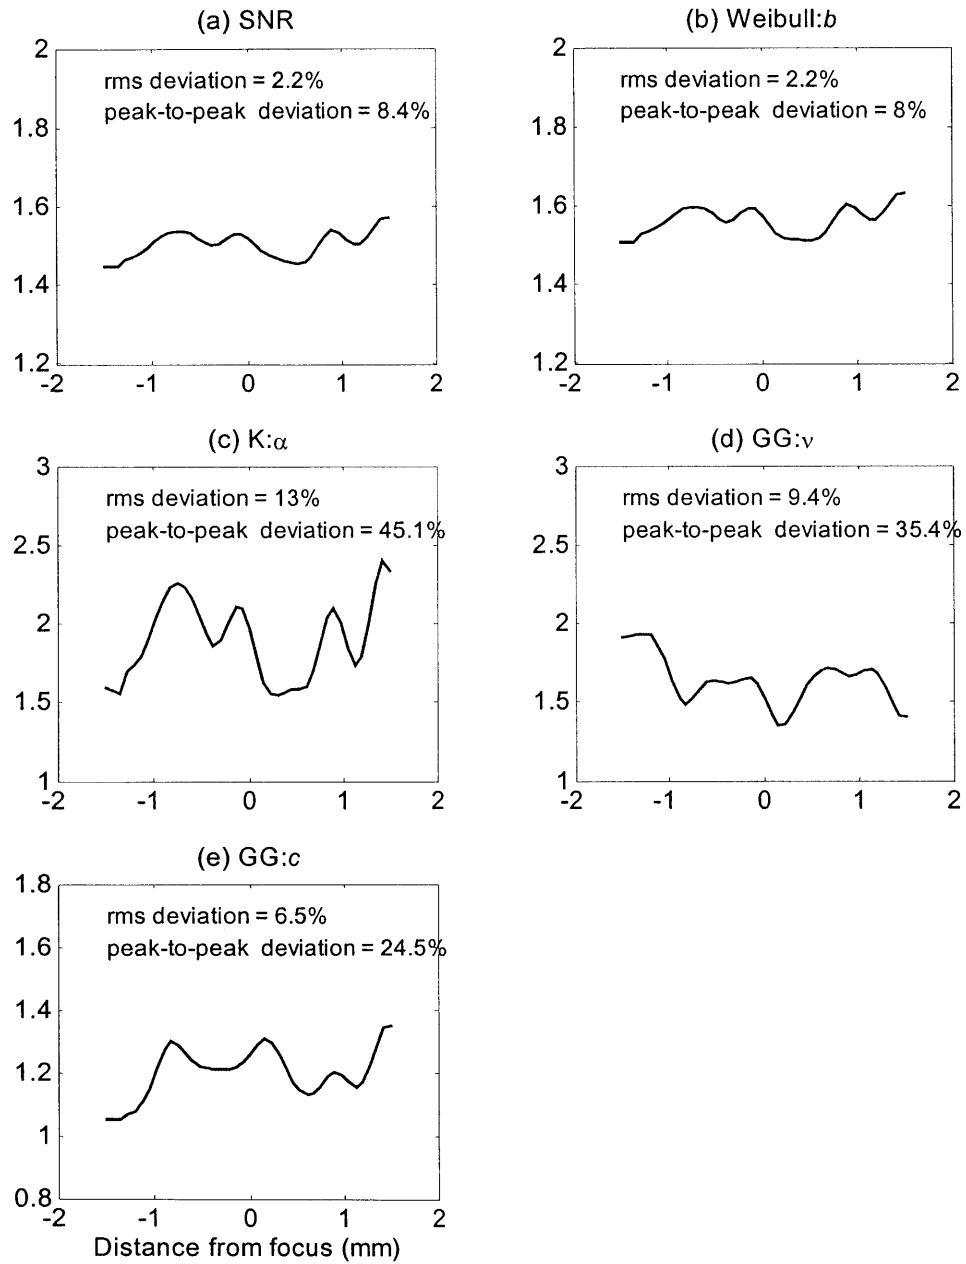 (a) SNR
rms deviation = 2.2%
peak-to-peak deviation = 8.4%
2
1.8
1.6
1.4
1.2
-2 -1 0 1 2
(b) Weibull:b
rms deviation = 2.2%
peak-to-peak deviation = 8%
2
1.8
1.6
1.4
1.2
-2 -1 0 1 2
(c) K:α
rms deviation = 13%
peak-to-peak deviation = 45.1%
3
2.5
2
1.5
1
-2 -1 0 1 2
(d) GG:ν
rms deviation = 9.4%
peak-to-peak deviation = 35.4%
3
2.5
2
1.5
1
-2 -1 0 1 2
(e) GG:c
rms deviation = 6.5%
peak-to-peak deviation = 24.5%
1.8
1.6
1.4
1.2
1
0.8
-2 -1 0 1 2
Distance from focus (mm)